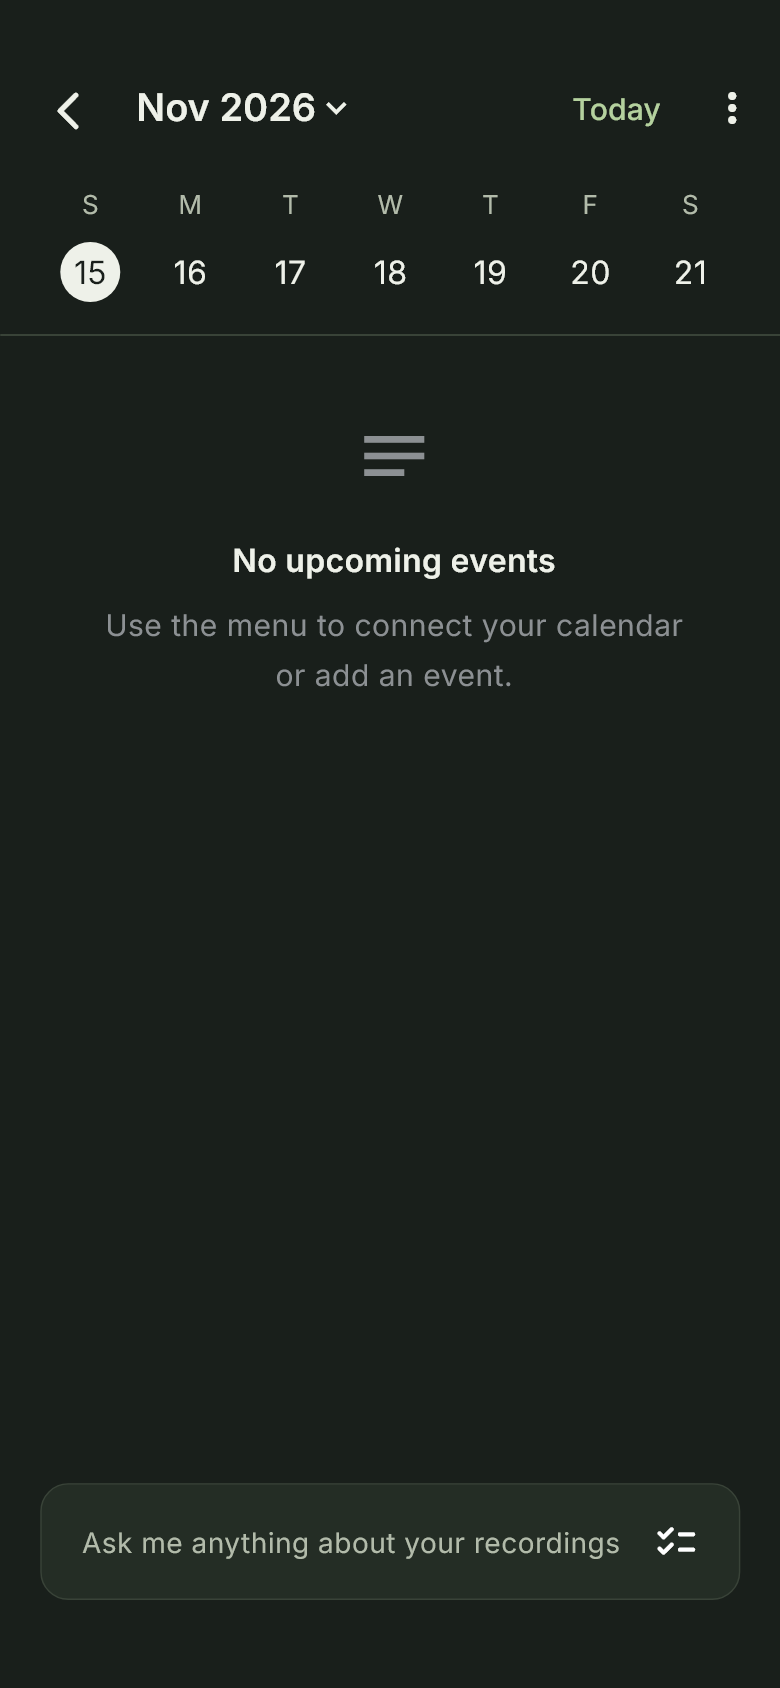 Nov 2026 Today
S M T W T F S
15 16 17 18 19 20 21
No upcoming events
Use the menu to connect your calendar
or add an event.
Ask me anything about your recordings